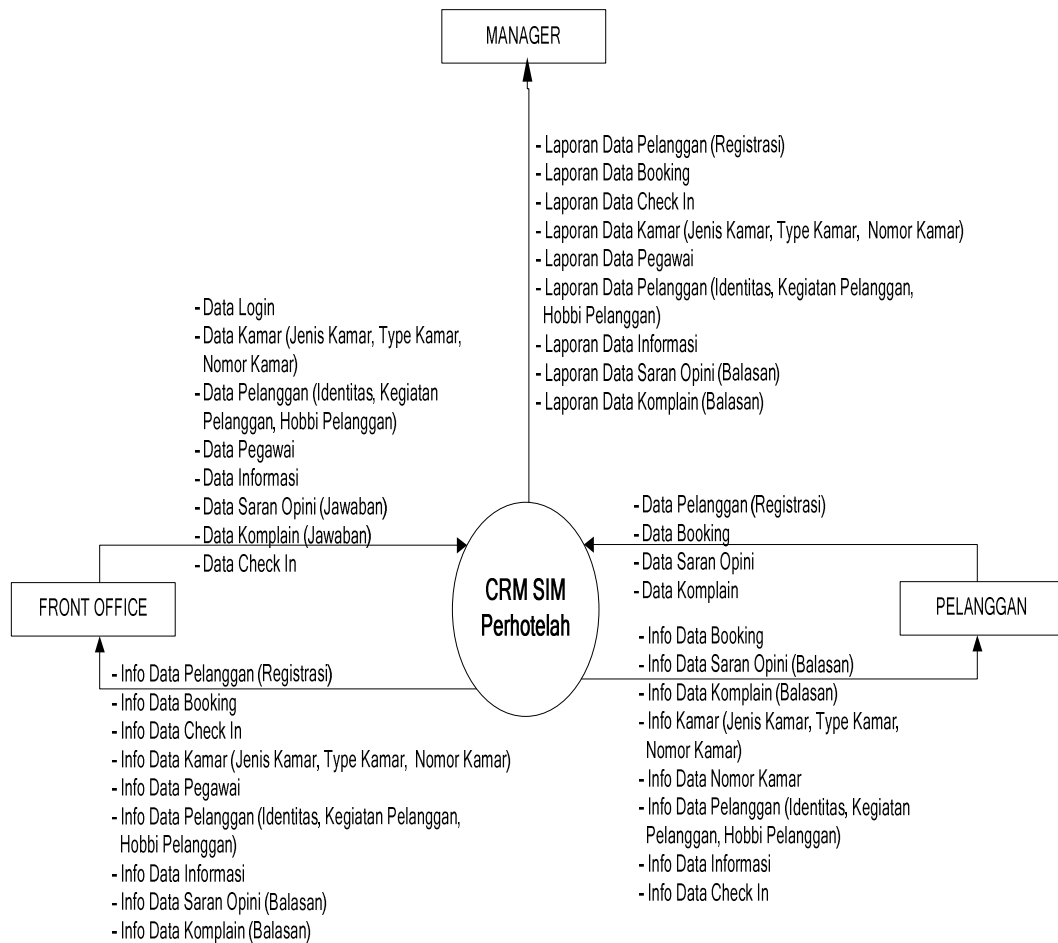 MANAGER
- Laporan Data Pelanggan (Registrasi)
- Laporan Data Booking
- Laporan Data Check In
- Laporan Data Kamar (Jenis Kamar, Type Kamar, Nomor Kamar)
- Laporan Data Pegawai
- Laporan Data Pelanggan (Identitas, Kegiatan Pelanggan,
Hobbi Pelanggan)
- Laporan Data Informasi
- Laporan Data Saran Opini (Balasan)
- Laporan Data Komplain (Balasan)
- Data Login
- Data Kamar (Jenis Kamar, Type Kamar,
Nomor Kamar)
- Data Pelanggan (Identitas, Kegiatan
Pelanggan, Hobbi Pelanggan)
- Data Pegawai
- Data Informasi
- Data Saran Opini (Jawaban)
- Data Komplain (Jawaban)
- Data Check In
- Data Pelanggan (Registrasi)
- Data Booking
- Data Saran Opini
- Data Komplain
FRONT OFFICE
CRM SIM
Perhotelah
PELANGGAN
- Info Data Pelanggan (Registrasi)
- Info Data Booking
- Info Data Check In
- Info Data Kamar (Jenis Kamar, Type Kamar, Nomor Kamar)
- Info Data Pegawai
- Info Data Pelanggan (Identitas, Kegiatan Pelanggan,
Hobbi Pelanggan)
- Info Data Informasi
- Info Data Saran Opini (Balasan)
- Info Data Komplain (Balasan)
- Info Data Booking
- Info Data Saran Opini (Balasan)
- Info Data Komplain (Balasan)
- Info Kamar (Jenis Kamar, Type Kamar,
Nomor Kamar)
- Info Data Nomor Kamar
- Info Data Pelanggan (Identitas, Kegiatan
Pelanggan, Hobbi Pelanggan)
- Info Data Informasi
- Info Data Check In